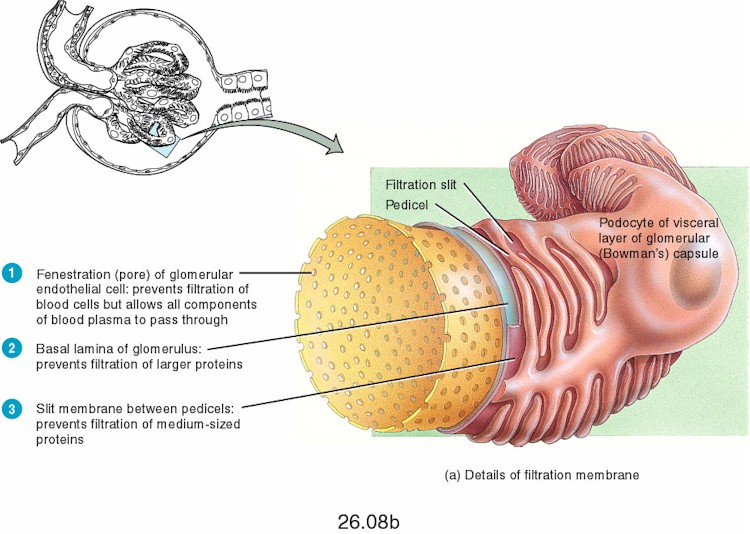 Filtration slit
Pedicel
Podocyte of visceral
layer of glomerular
(Bowman's) capsule
1 Fenestration (pore) of glomerular
endothelial cell: prevents filtration of
blood cells but allows all components
of blood plasma to pass through
2 Basal lamina of glomerulus:
prevents filtration of larger proteins
3 Slit membrane between pedicels:
prevents filtration of medium-sized
proteins
(a) Details of filtration membrane
26.08b